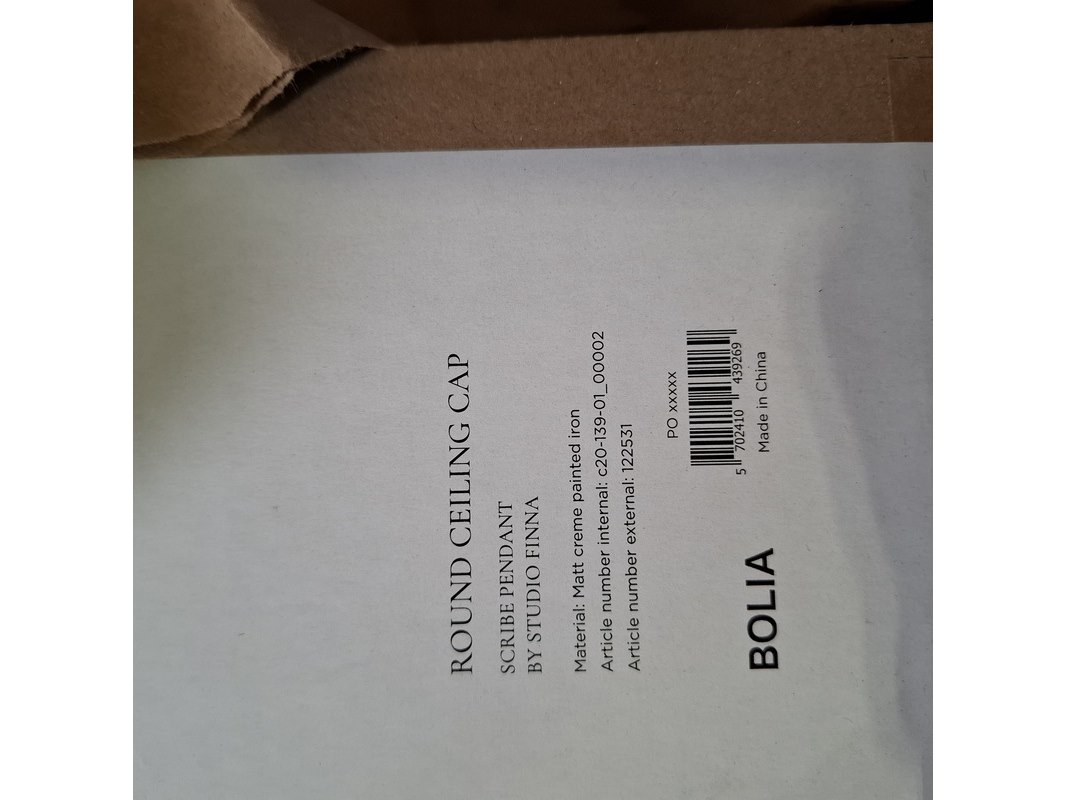 ROUND CEILING CAP
SCRIBE PENDANT
BY STUDIO FINNA
Material: Matt creme painted iron
Article number internal: c20-139-01_00002
Article number external: 122531
PO xxxxx
5 702410 439269
Made in China
BOLIA